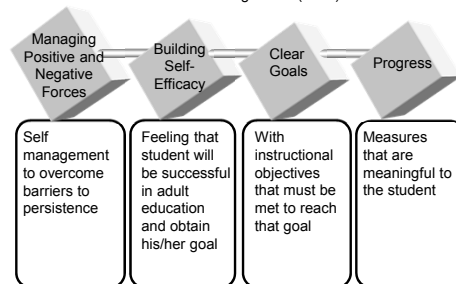 Managing
Positive and
Negative
Forces
Building
Self-
Efficacy
Clear
Goals
Progress
Self
management
to overcome
barriers to
persistence
Feeling that
student will
be successful
in adult
education
and obtain
his/her goal
With
instructional
objectives
that must be
met to reach
that goal
Measures
that are
meaningful to
the student